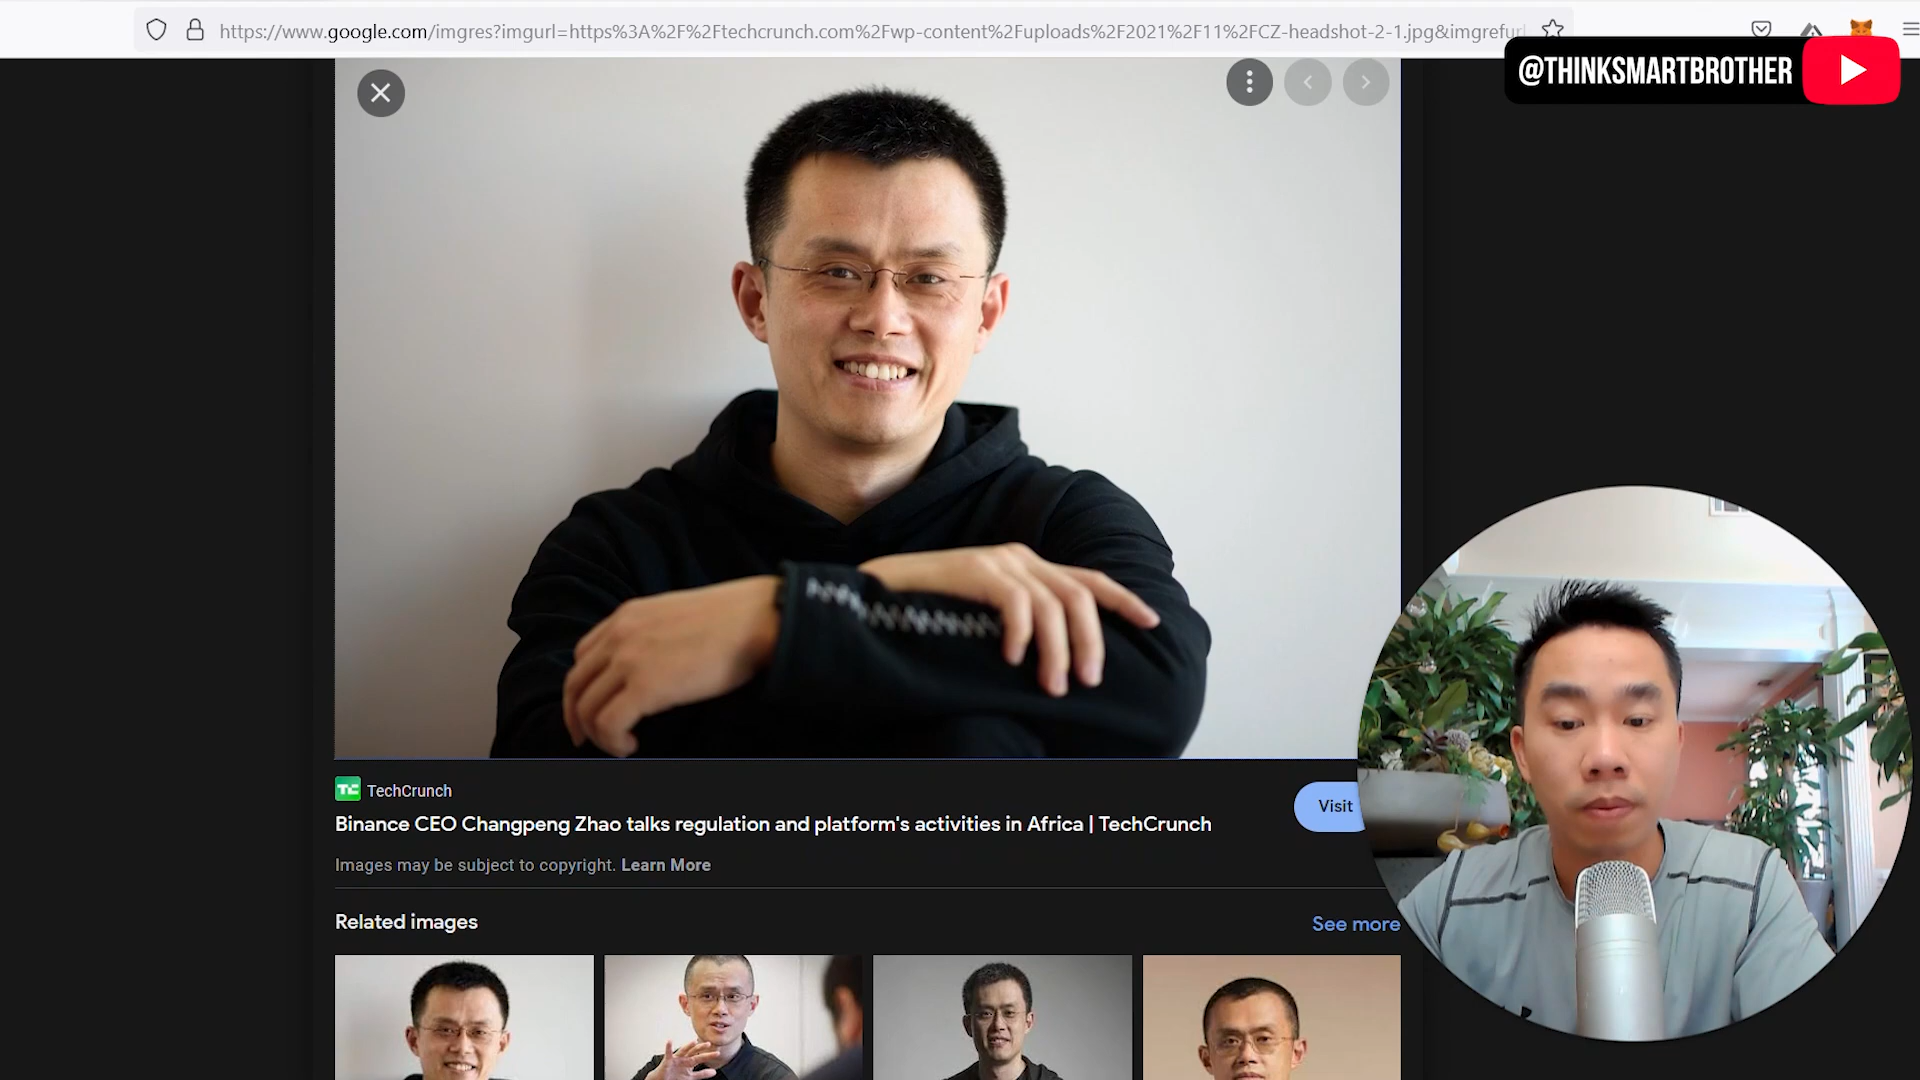 https://www.google.com/imgres?imgurl=https%3A%2F%2Ftechcrunch.com%2Fwp-content%2Fuploads%2F2021%2F11%2FCZ-headshot-2-1.jpg&imgrefurl
@THINKSMARTBROTHER
TC TechCrunch
Visit
Binance CEO Changpeng Zhao talks regulation and platform's activities in Africa | TechCrunch
Images may be subject to copyright. Learn More
Related images
See more